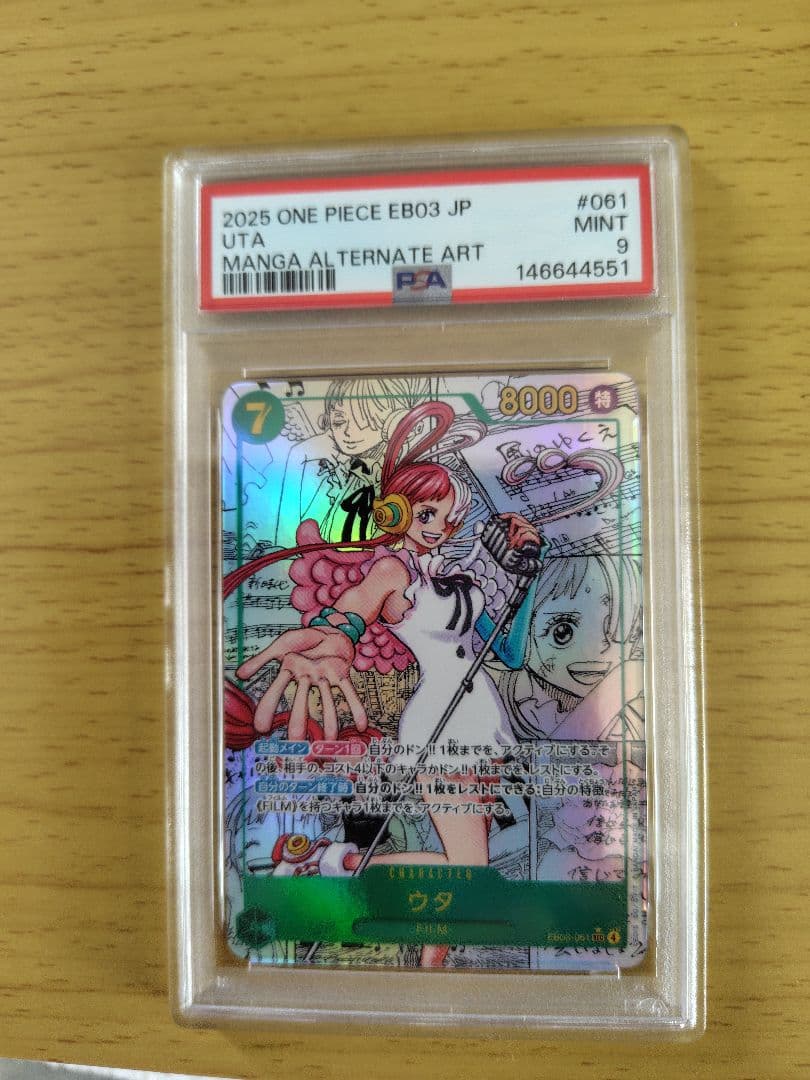 2025 ONE PIECE EB03 JP #061
UTA MINT
9
MANGA ALTERNATE ART
146644551
PSA
7
8000 特
風のゆくえ
新時代
起動メイン ターン1回 自分のドン!!1枚までを、アクティブにする。そ
の後、相手の、コスト4以下のキャラかドン!!1枚までを、レストにする。
自分のターン終了時 自分のドン!!1枚をレストにできる:自分の特徴
《FILM》を持つキャラ1枚までを、アクティブにする。
CHARACTER
ウタ
FILM
EB03-061 SEC 4